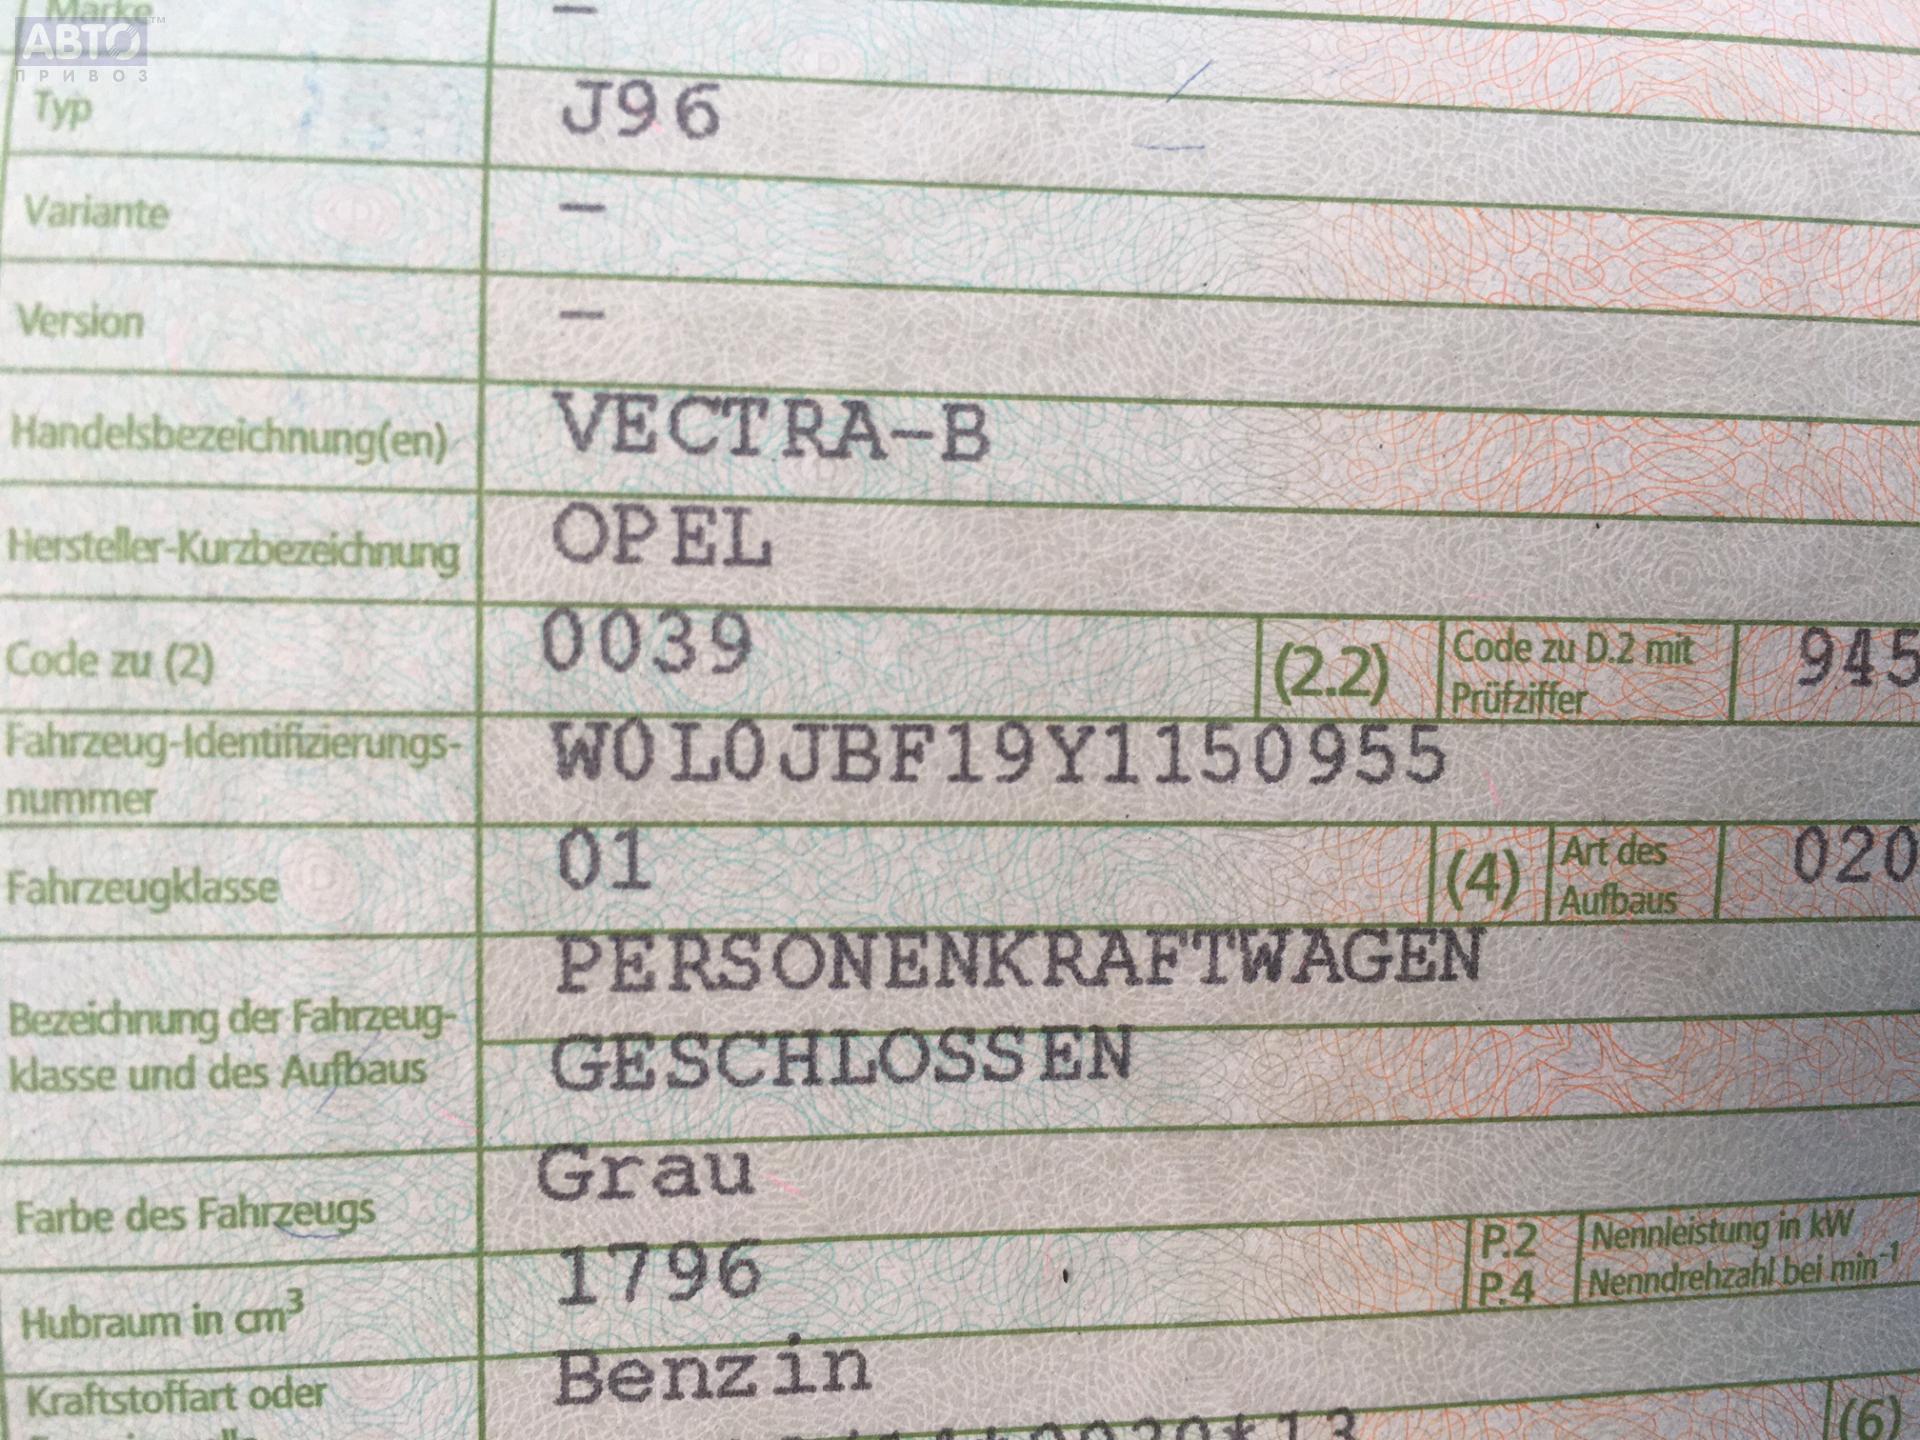 Marke –
АВТО
ПРИВОЗ
Typ J96
Variante –
Version –
Handelsbezeichnung(en) VECTRA-B
Hersteller-Kurzbezeichnung OPEL
Code zu (2) 0039 (2.2) Code zu D.2 mit 945
Prüfziffer
Fahrzeug-Identifizierungs- W0L0JBF19Y1150955
nummer
Fahrzeugklasse 01 (4) Art des 020
Aufbaus
PERSONENKRAFTWAGEN
Bezeichnung der Fahrzeug-
klasse und des Aufbaus GESCHLOSSEN
Farbe des Fahrzeugs Grau
Hubraum in cm³ 1796 P.2 Nennleistung in kW
P.4 Nenndrehzahl bei min⁻¹
Kraftstoffart oder Benzin
(6)